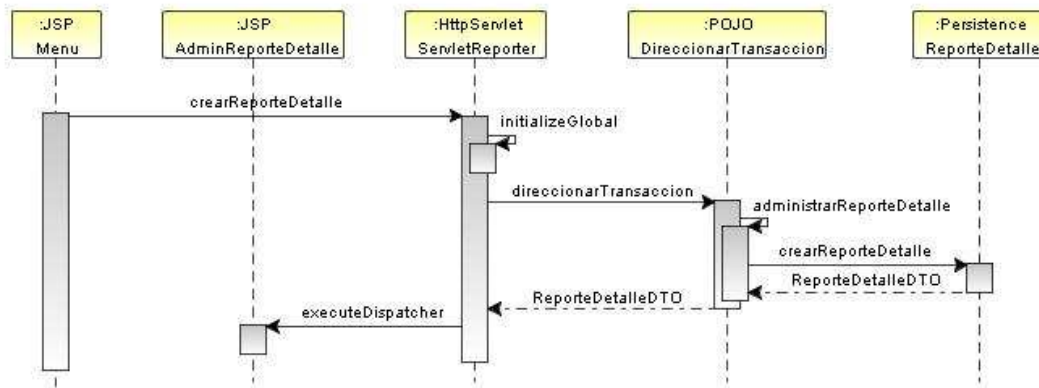 :JSP
Menu
:JSP
AdminReporteDetalle
:HttpServlet
ServletReporter
:POJO
DireccionarTransaccion
:Persistence
ReporteDetalle
crearReporteDetalle
initializeGlobal
direccionarTransaccion
administrarReporteDetalle
crearReporteDetalle
ReporteDetalleDTO
ReporteDetalleDTO
executeDispatcher